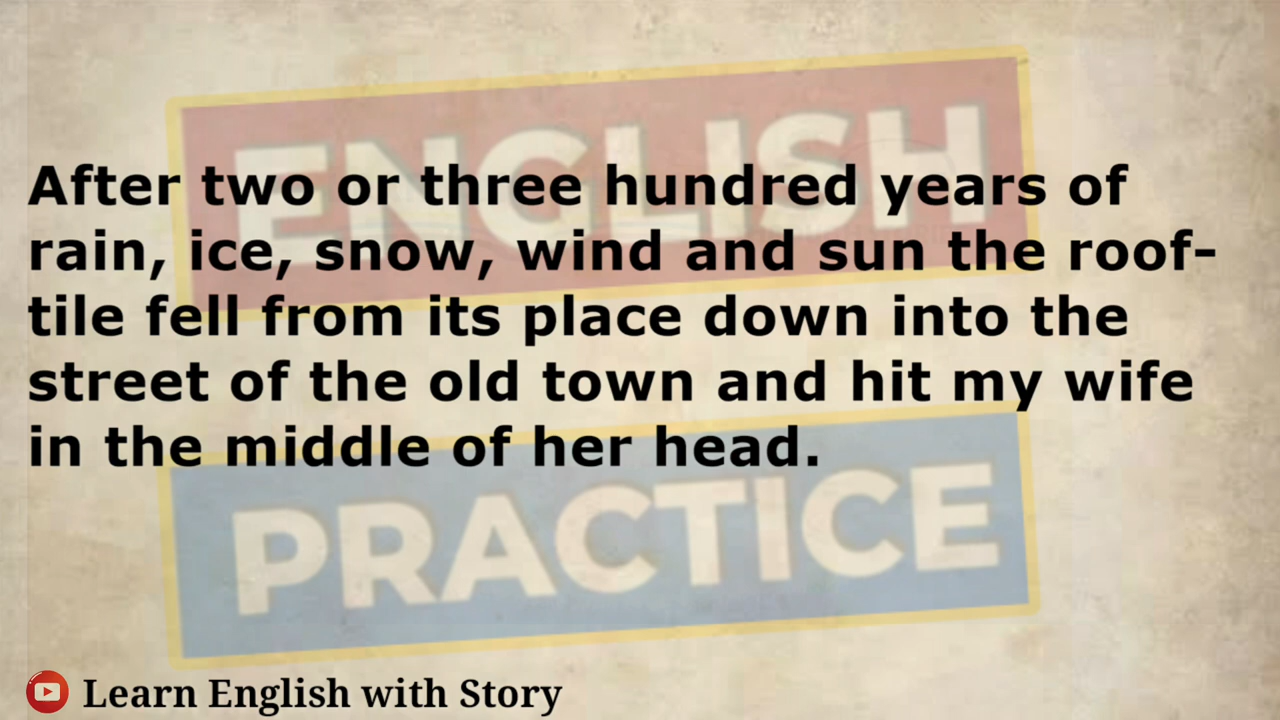 ENGLISH
After two or three hundred years of
rain, ice, snow, wind and sun the roof-
tile fell from its place down into the
street of the old town and hit my wife
in the middle of her head.
PRACTICE
Learn English with Story